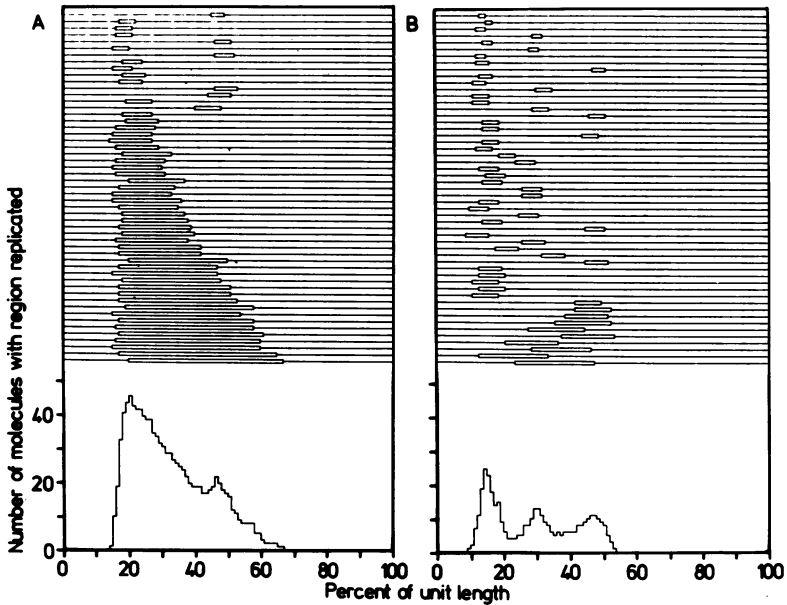 A
B
Number of molecules with region replicated
40
20
0
0 20 40 60 80 100
0 20 40 60 80 100
Percent of unit length